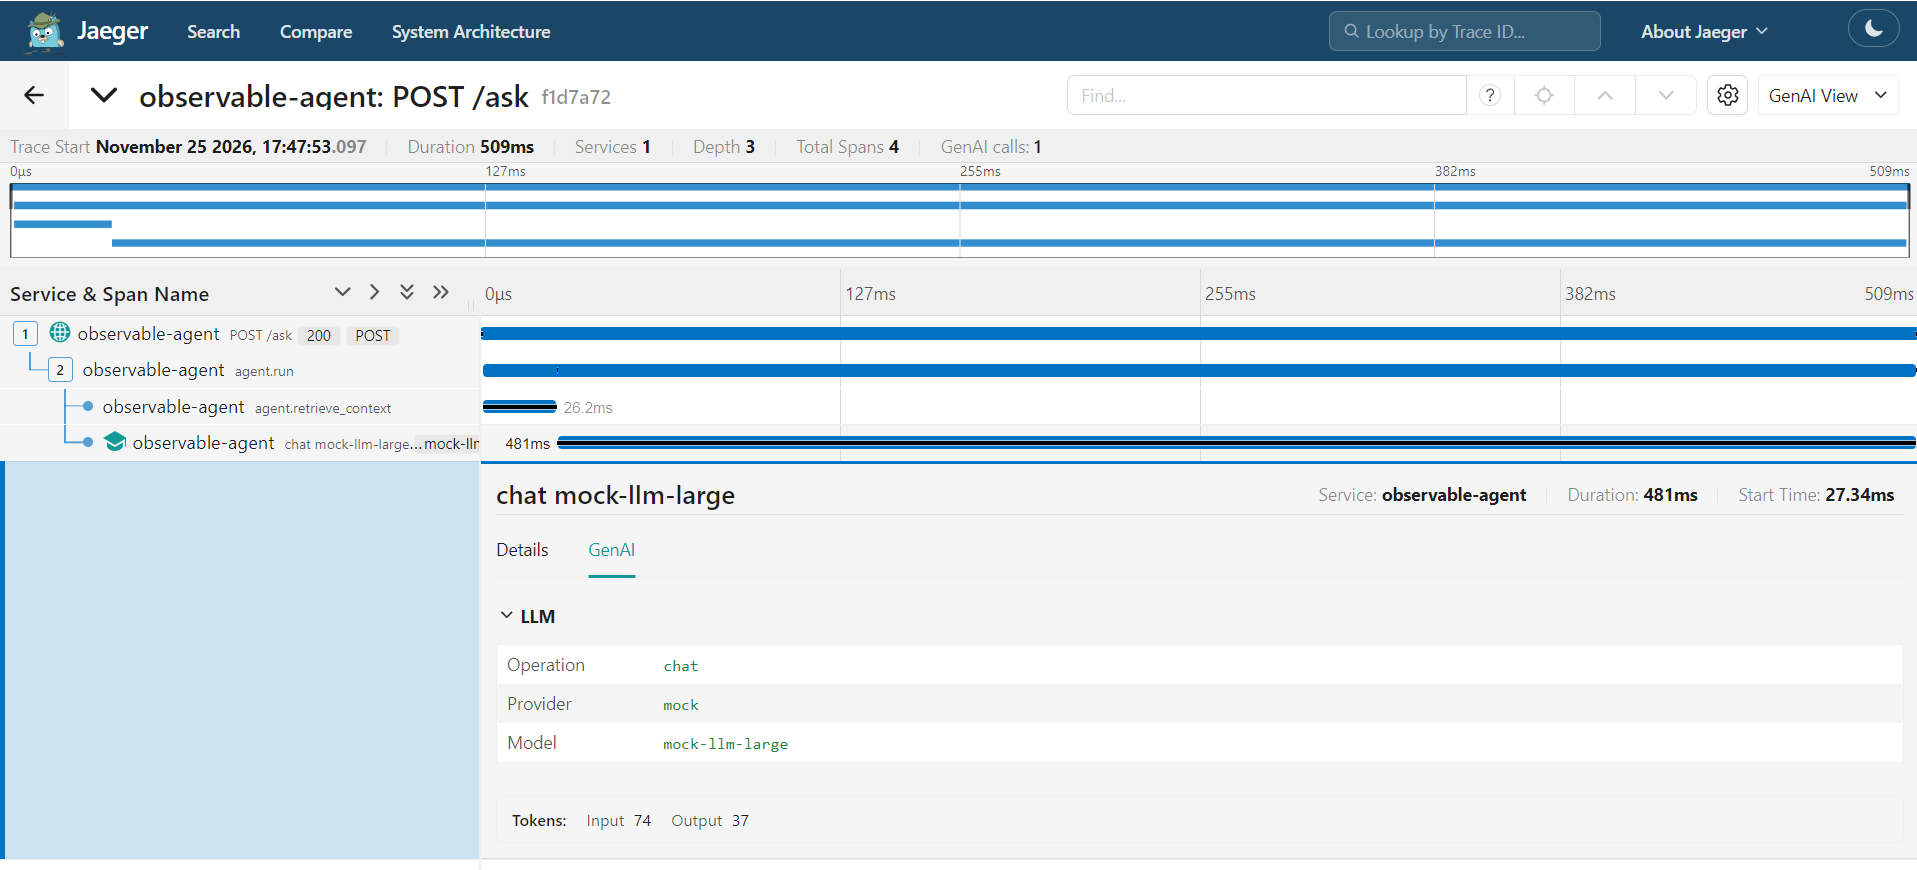 Jaeger Search Compare System Architecture Lookup by Trace ID... About Jaeger
observable-agent: POST /ask f1d7a72 Find... ? GenAI View
Trace Start November 25 2026, 17:47:53.097 Duration 509ms Services 1 Depth 3 Total Spans 4 GenAI calls: 1
0μs 127ms 255ms 382ms 509ms
Service & Span Name 0μs 127ms 255ms 382ms 509ms
1 observable-agent POST /ask 200 POST
2 observable-agent agent.run
observable-agent agent.retrieve_context 26.2ms
observable-agent chat mock-llm-large... mock-llm 481ms
chat mock-llm-large Service: observable-agent Duration: 481ms Start Time: 27.34ms
Details GenAI
LLM
Operation chat
Provider mock
Model mock-llm-large
Tokens: Input 74 Output 37